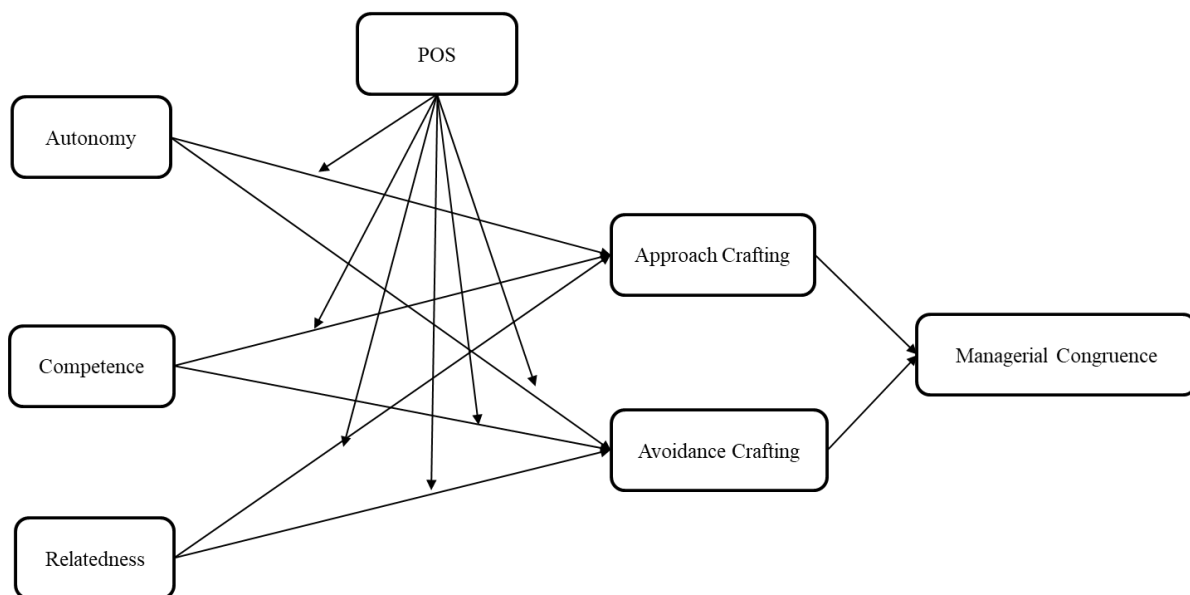 POS
Autonomy
Approach Crafting
Competence
Managerial Congruence
Avoidance Crafting
Relatedness